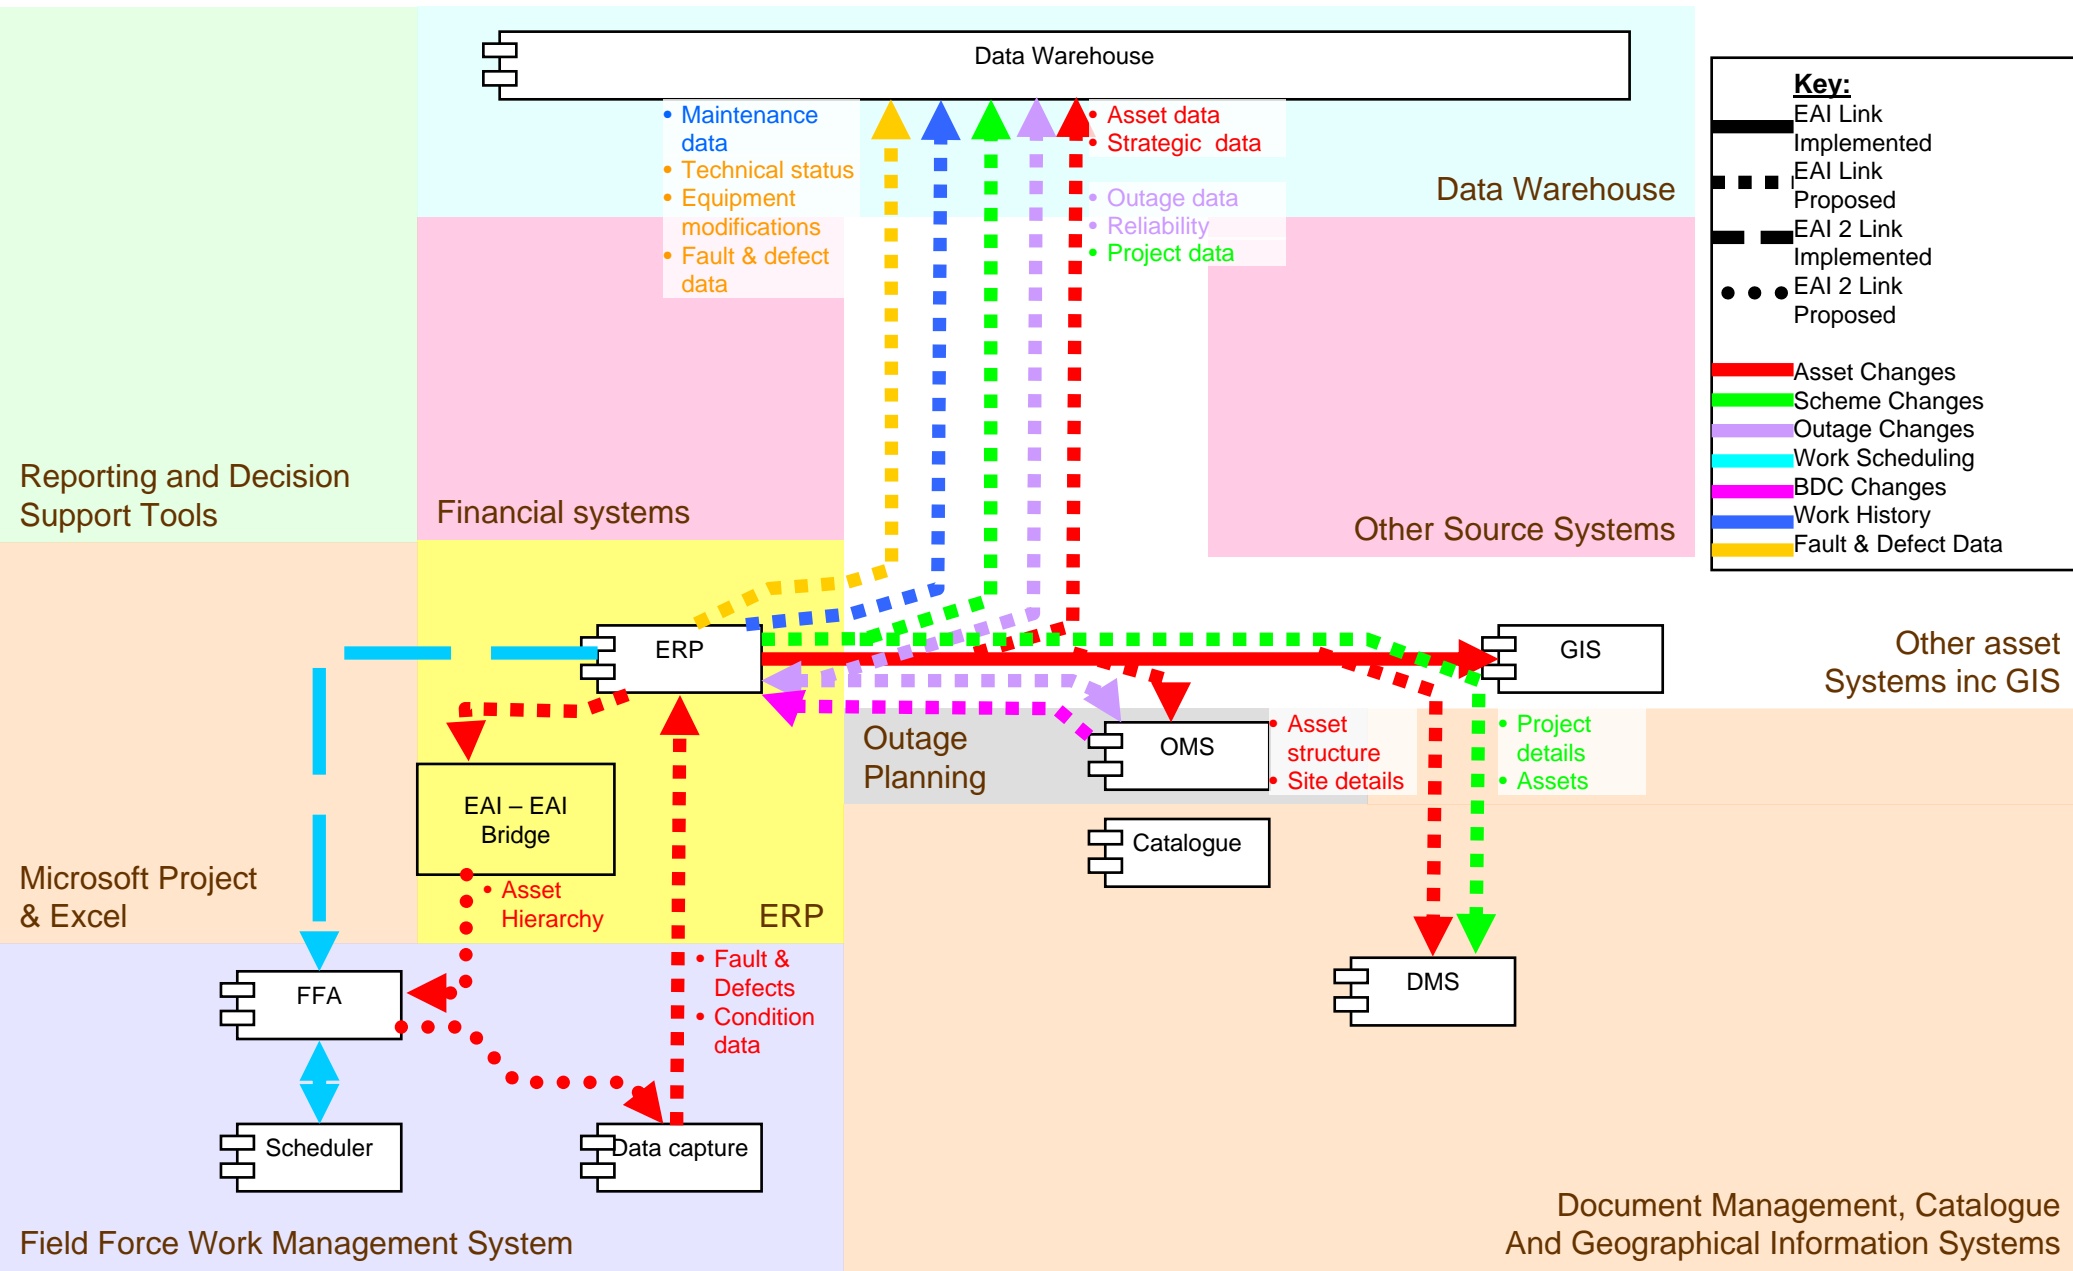 Data Warehouse
• Maintenance
data
• Technical status
• Equipment
modifications
• Fault & defect
data
• Asset data
• Strategic data
• Outage data
• Reliability
• Project data
Data Warehouse
Key:
EAI Link
Implemented
EAI Link
Proposed
EAI 2 Link
Implemented
EAI 2 Link
Proposed
Asset Changes
Scheme Changes
Outage Changes
Work Scheduling
BDC Changes
Work History
Fault & Defect Data
Reporting and Decision
Support Tools
Financial systems
Other Source Systems
ERP
GIS
Other asset
Systems inc GIS
Outage
Planning
OMS
• Asset
structure
• Site details
• Project
details
• Assets
EAI – EAI
Bridge
Catalogue
Microsoft Project
& Excel
• Asset
Hierarchy
ERP
• Fault &
Defects
• Condition
data
FFA
DMS
Scheduler
Data capture
Field Force Work Management System
Document Management, Catalogue
And Geographical Information Systems